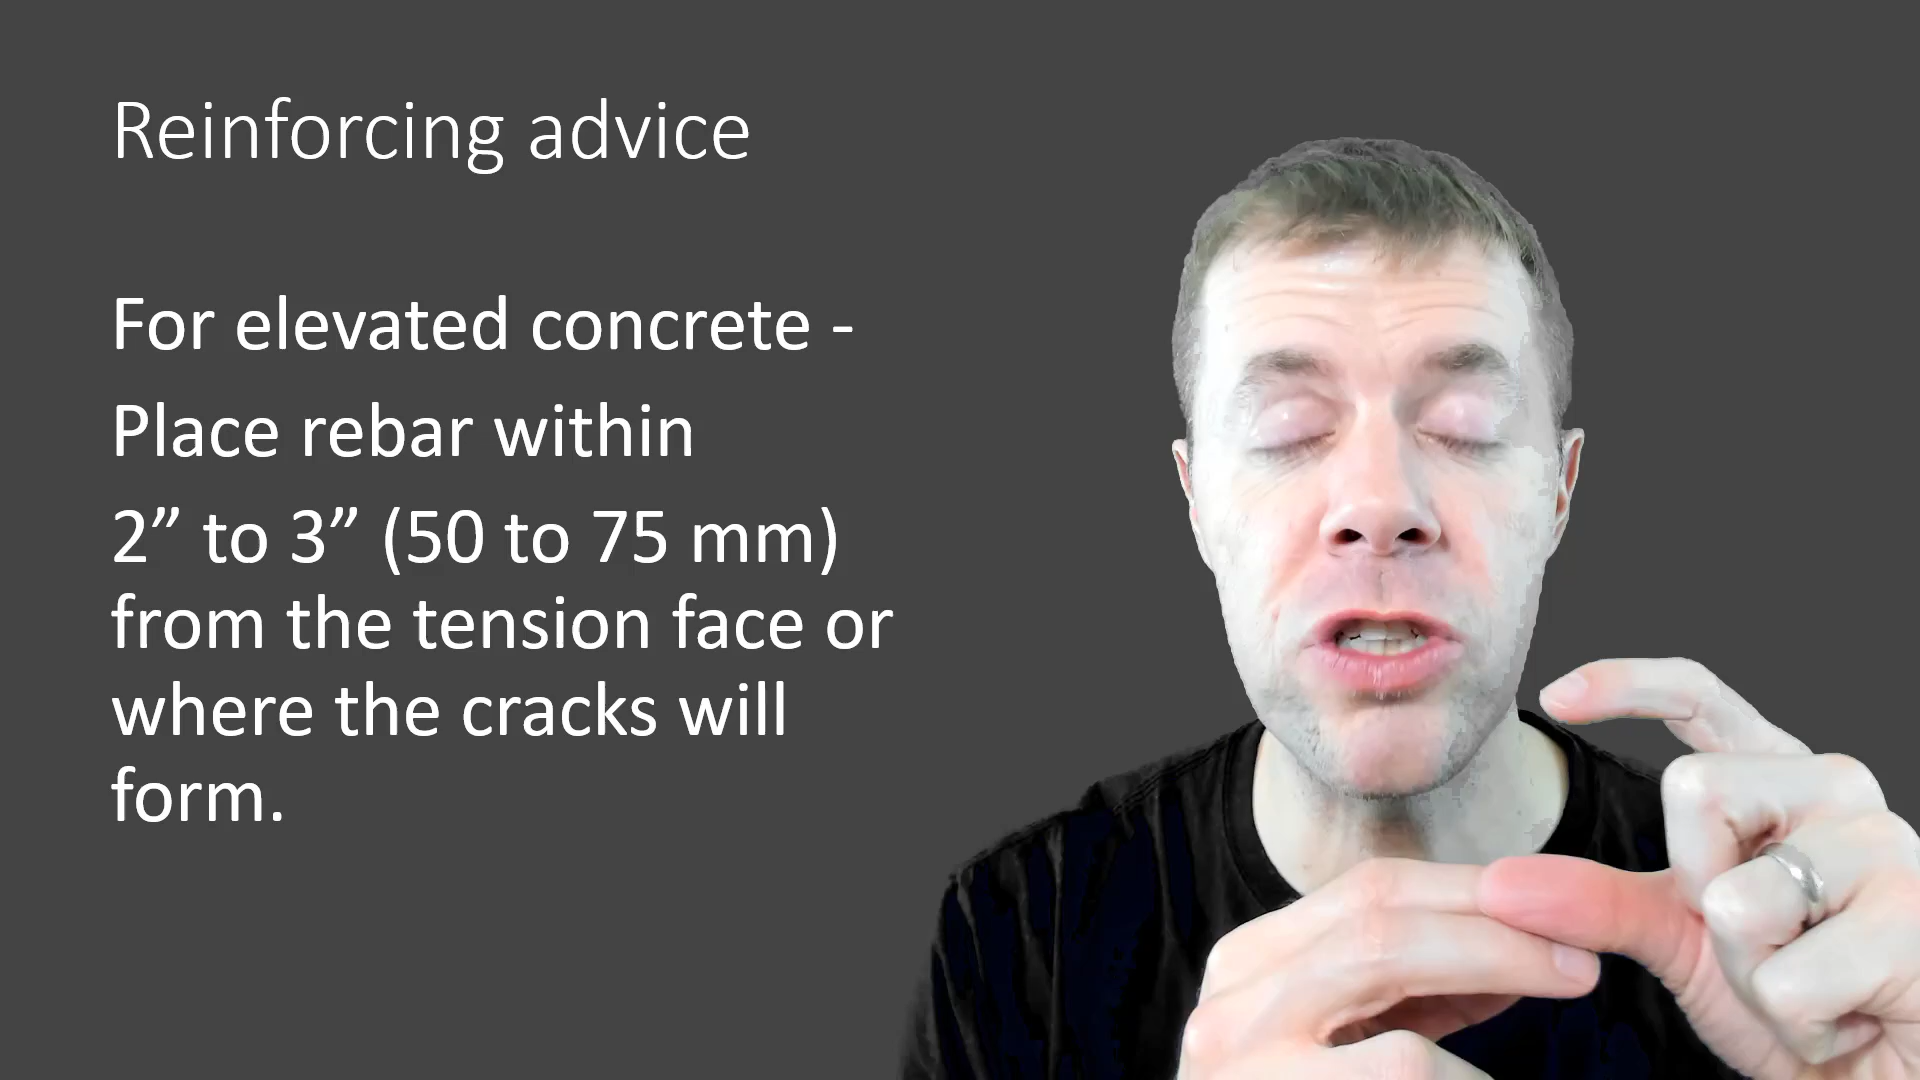 Reinforcing advice
For elevated concrete -
Place rebar within
2” to 3” (50 to 75 mm)
from the tension face or
where the cracks will
form.